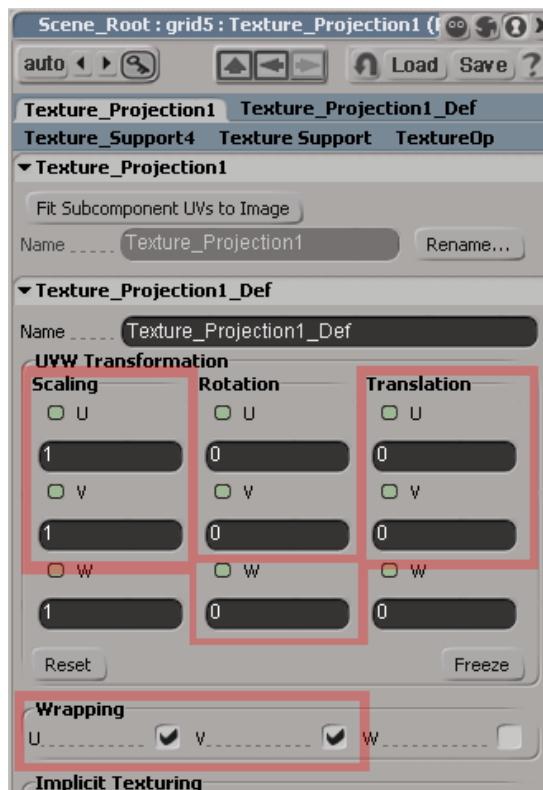 Scene_Root : grid5 : Texture_Projection1 (
auto Load Save ?
Texture_Projection1 Texture_Projection1_Def
Texture_Support4 Texture Support TextureOp
Texture_Projection1
Fit Subcomponent UVs to Image
Name Texture_Projection1 Rename...
Texture_Projection1_Def
Name Texture_Projection1_Def
UVW Transformation
Scaling Rotation Translation
U U U
1 0 0
V V V
1 0 0
W W W
1 0 0
Reset Freeze
Wrapping
U V W
Implicit Texturing